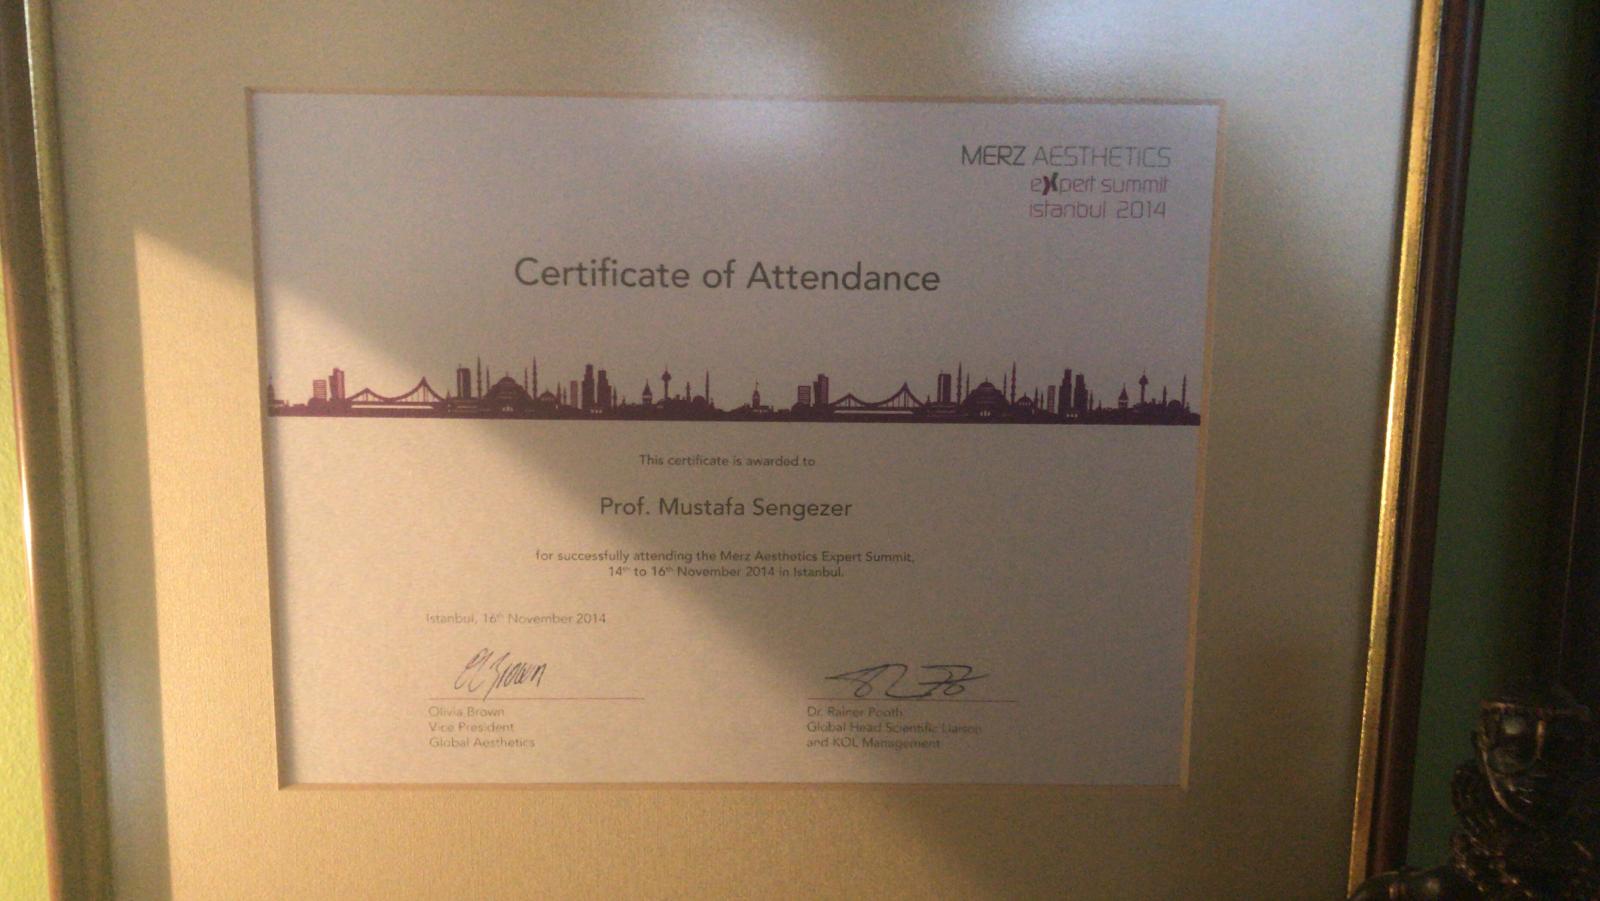 MERZ AESTHETICS
eXpert summit
istanbul 2014
Certificate of Attendance
This certificate is awarded to
Prof. Mustafa Sengezer
for successfully attending the Merz Aesthetics Expert Summit,
14th to 16th November 2014 in Istanbul.
Istanbul, 16th November 2014
Olivia Brown
Vice President
Global Aesthetics
Dr. Rainer Pooth
Global Head Scientific Liaison
and KOL Management